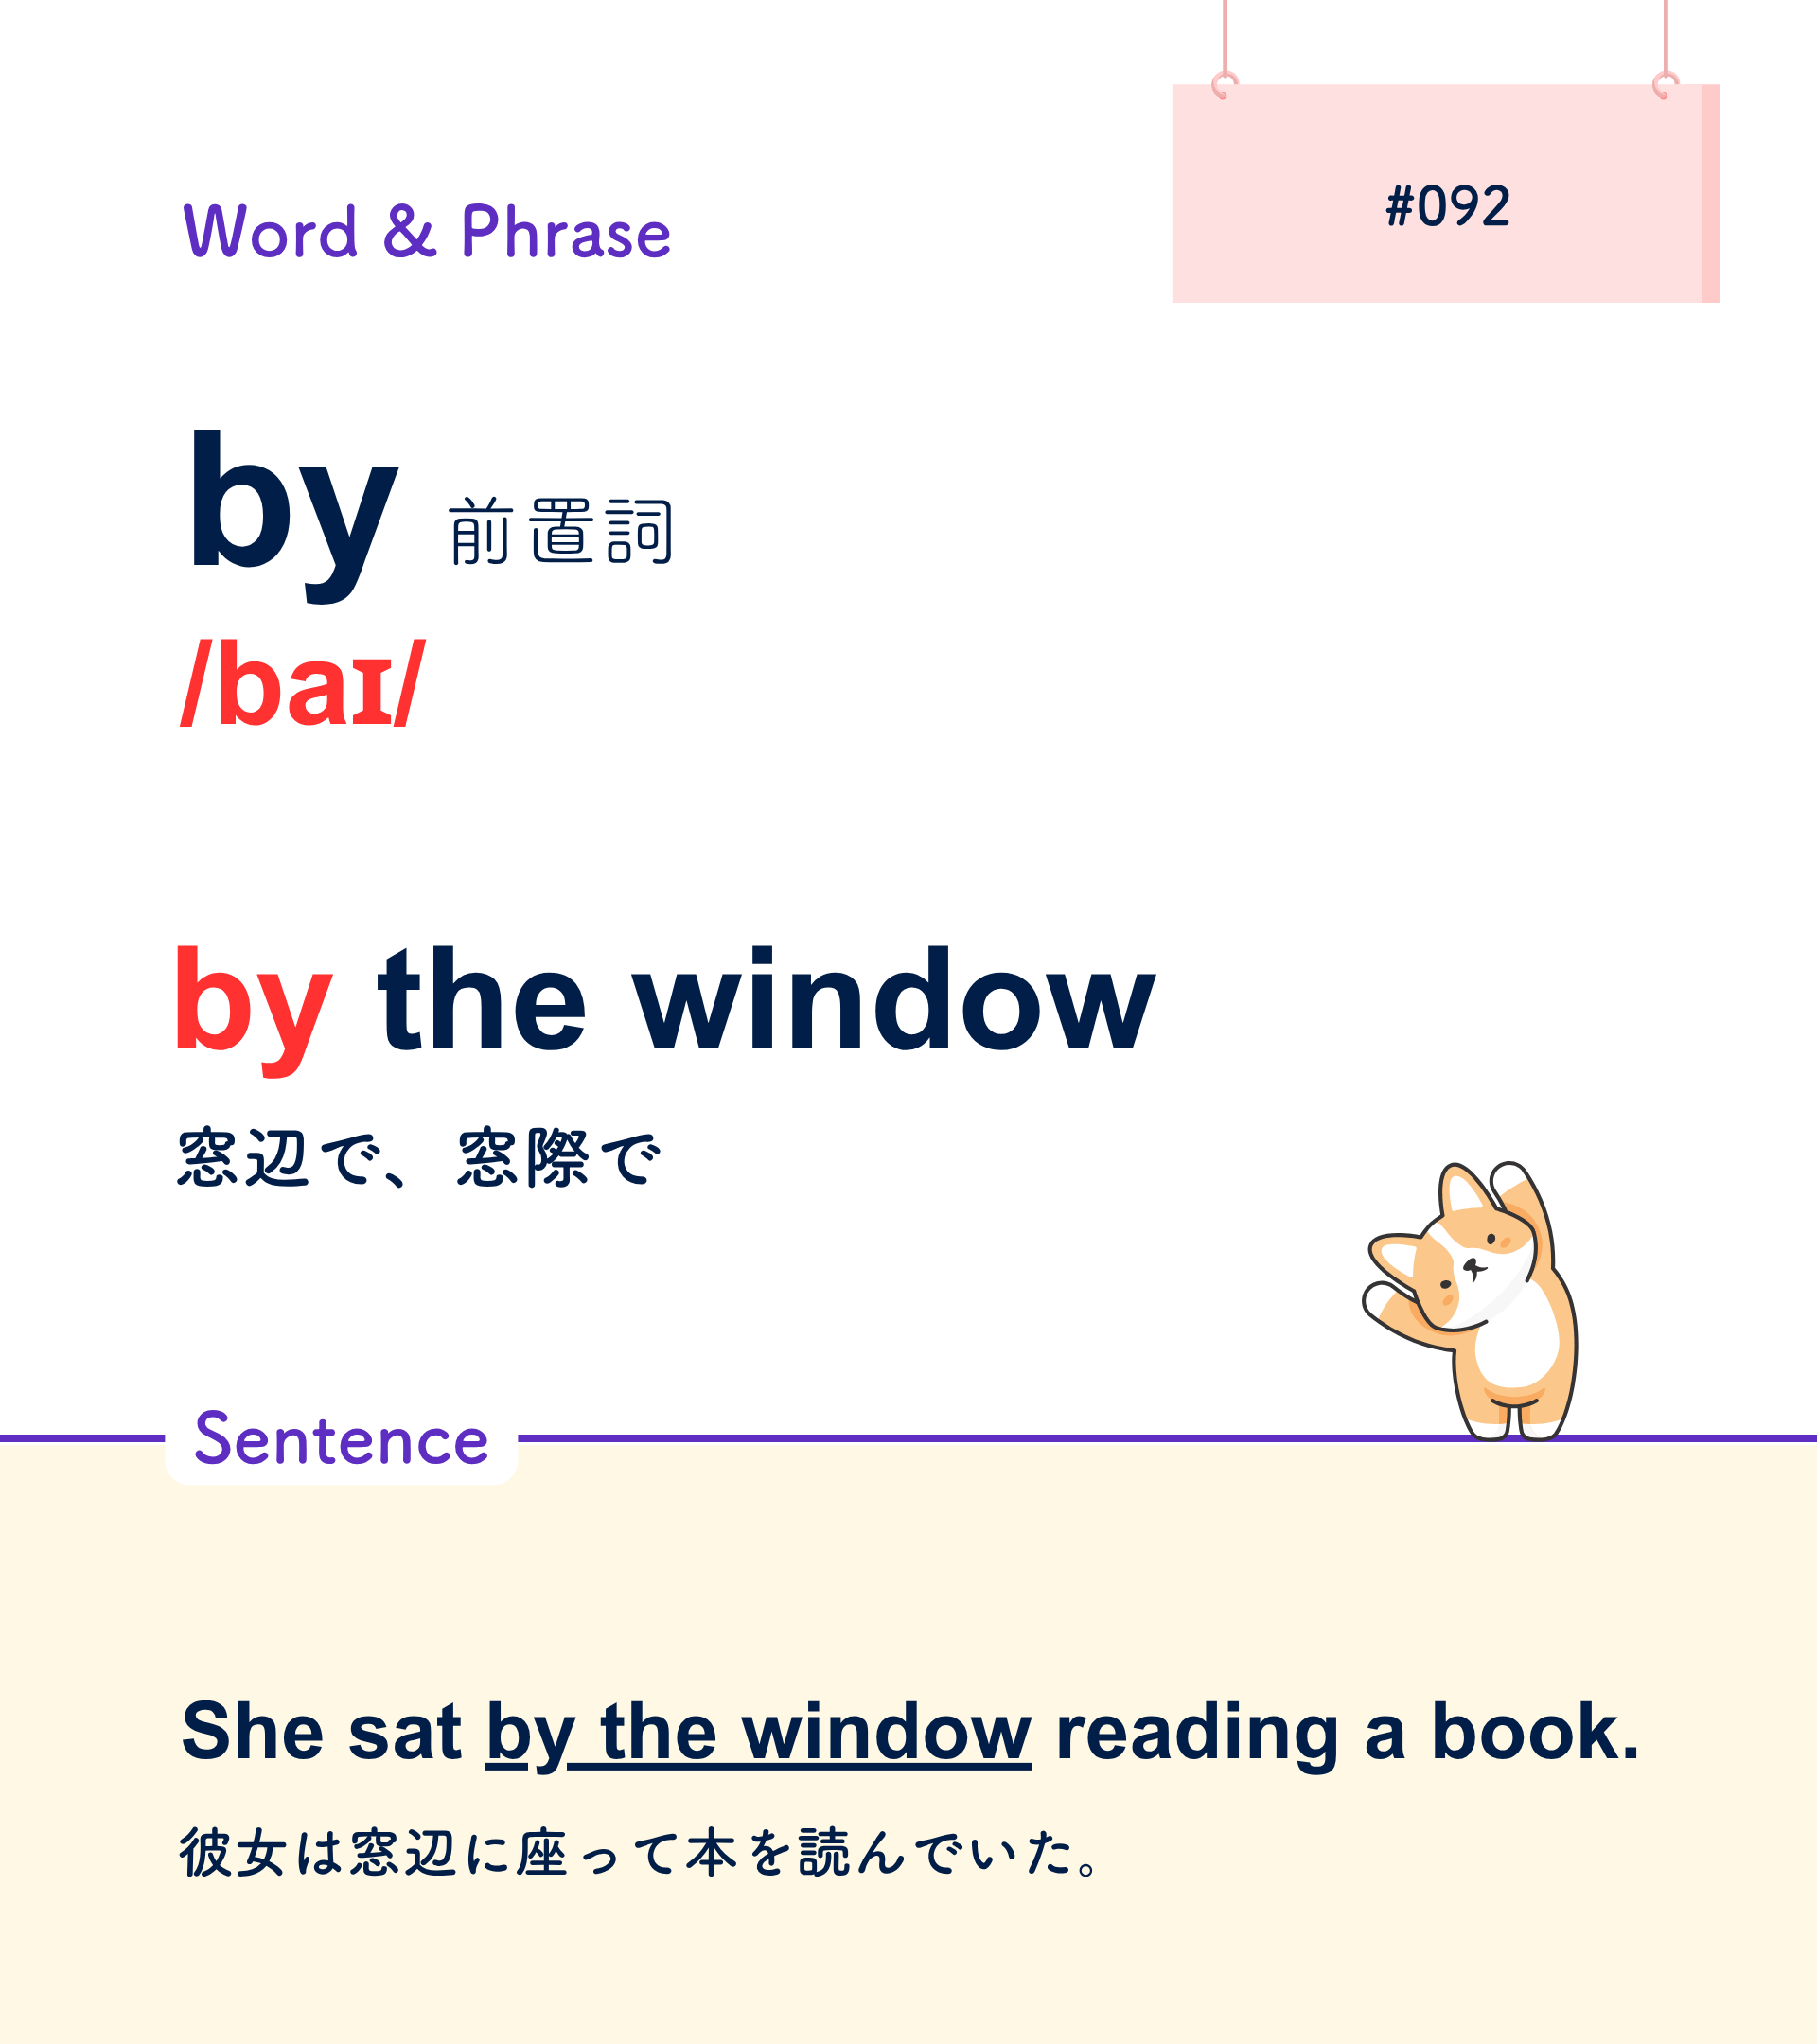 Word & Phrase
#092
by 前置詞
/baɪ/
by the window
窓辺で、窓際で
Sentence
She sat by the window reading a book.
彼女は窓辺に座って本を読んでいた。